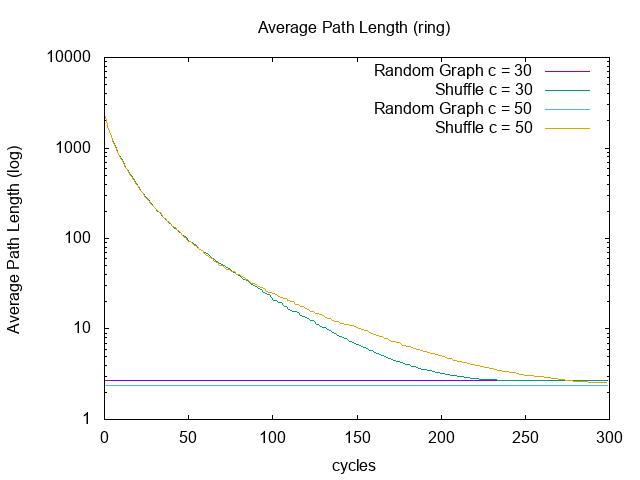 Average Path Length (ring)
10000
1000
100
10
1
Average Path Length (log)
Random Graph c = 30
Shuffle c = 30
Random Graph c = 50
Shuffle c = 50
0 50 100 150 200 250 300
cycles